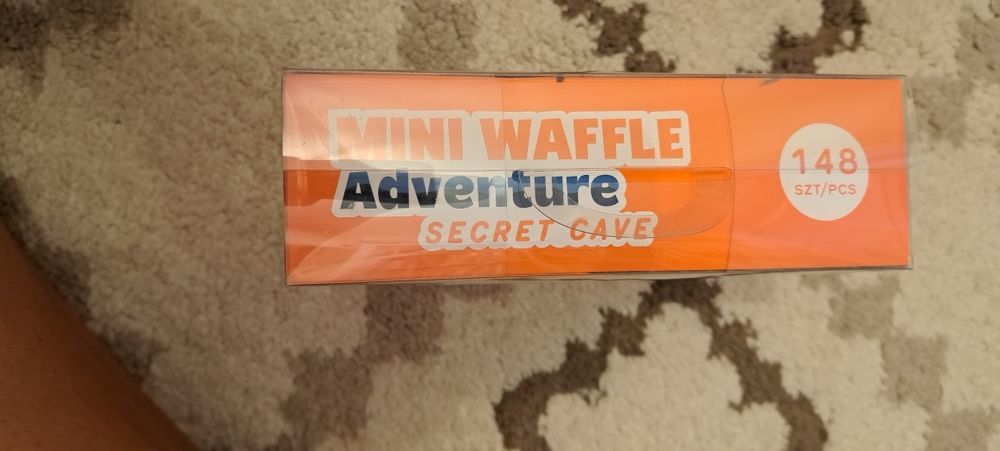 MINI WAFFLE
Adventure
SECRET CAVE
148
SZT/PCS